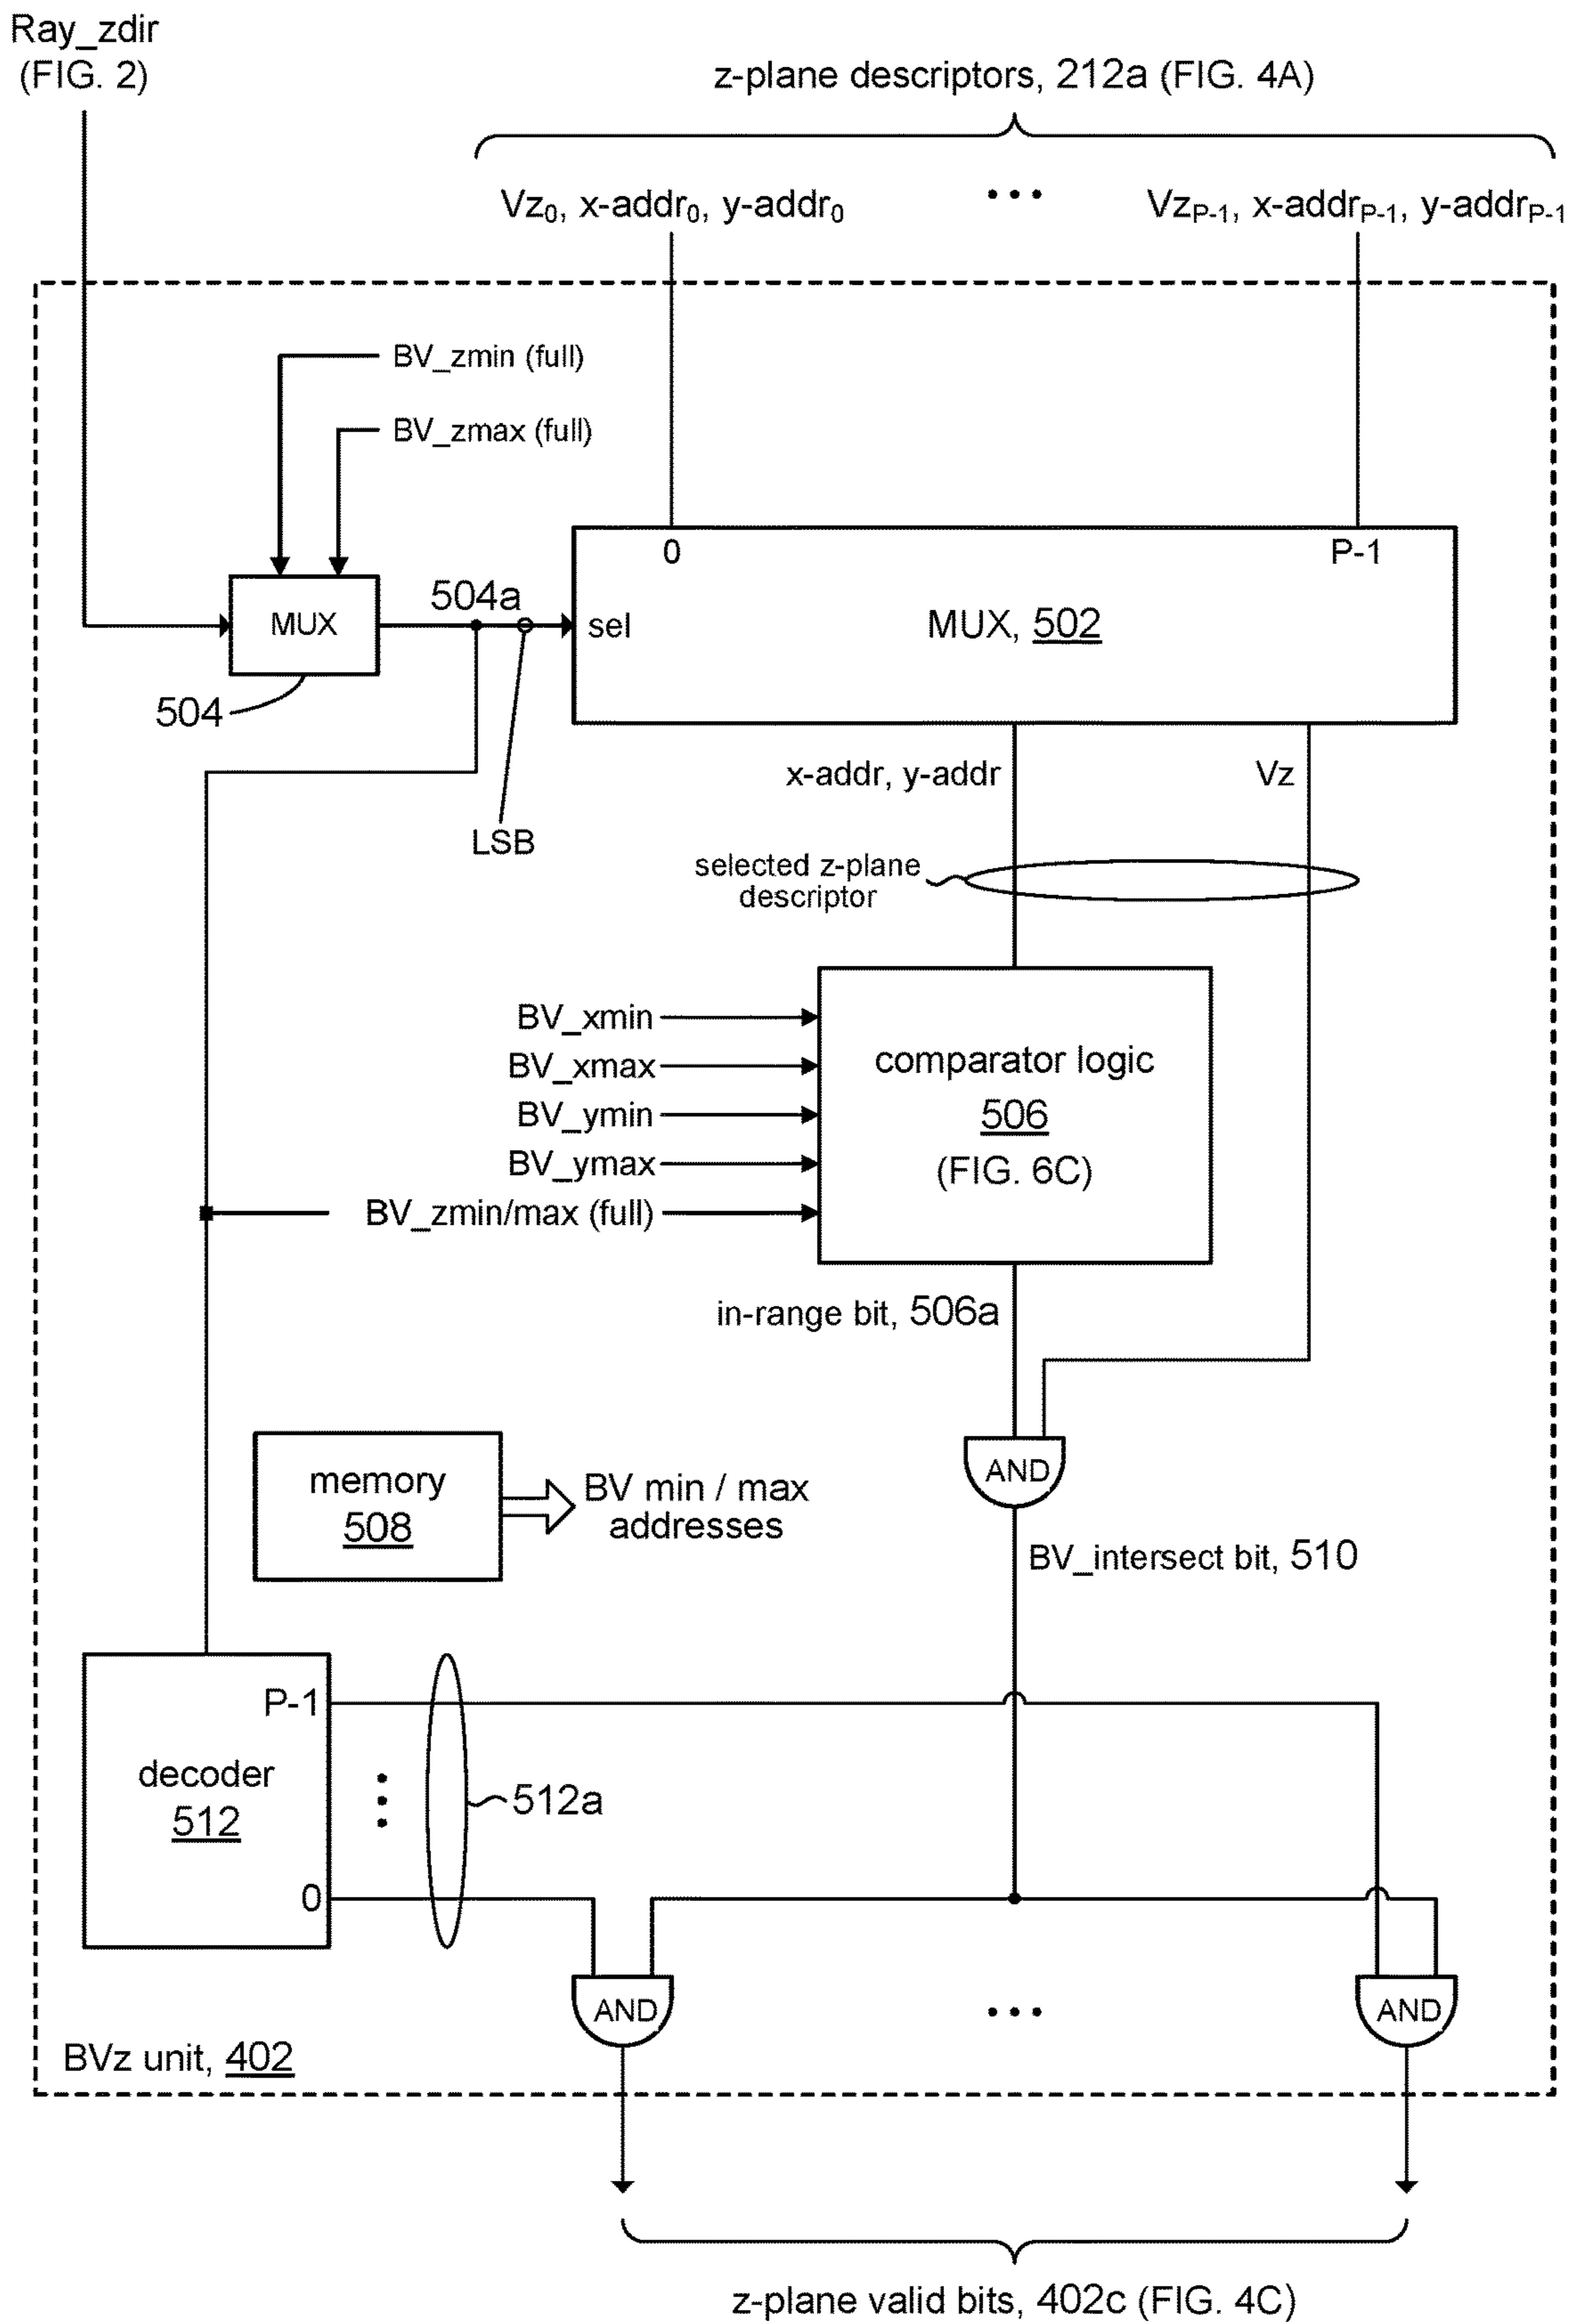 Ray_zdir
(FIG. 2)
z-plane descriptors, 212a (FIG. 4A)
Vz0, x-addr0, y-addr0
• • •
VzP-1, x-addrP-1, y-addrP-1
BV_zmin (full)
BV_zmax (full)
0
P-1
MUX
504a
sel
MUX, 502
504
x-addr, y-addr
Vz
LSB
selected z-plane
descriptor
BV_xmin
BV_xmax
BV_ymin
BV_ymax
BV_zmin/max (full)
comparator logic
506
(FIG. 6C)
in-range bit, 506a
AND
memory
508
BV min / max
addresses
BV_intersect bit, 510
P-1
decoder
512
512a
0
AND
• • •
AND
BVz unit, 402
z-plane valid bits, 402c (FIG. 4C)